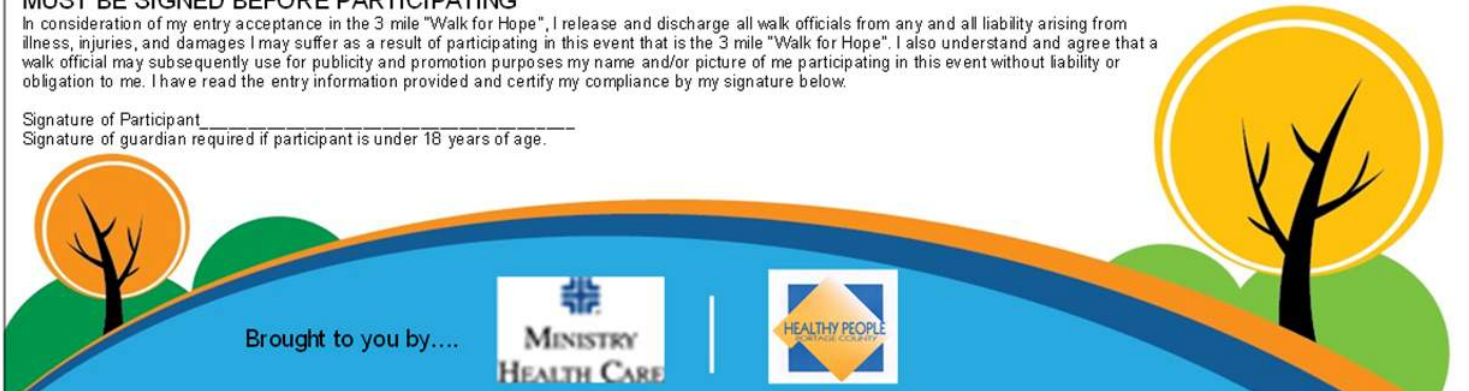 MUST BE SIGNED BEFORE PARTICIPATING
In consideration of my entry acceptance in the 3 mile "Walk for Hope", I release and discharge all walk officials from any and all liability arising from
illness, injuries, and damages I may suffer as a result of participating in this event that is the 3 mile "Walk for Hope". I also understand and agree that a
walk official may subsequently use for publicity and promotion purposes my name and/or picture of me participating in this event without liability or
obligation to me. I have read the entry information provided and certify my compliance by my signature below.
Signature of Participant_______________________________________
Signature of guardian required if participant is under 18 years of age.
Brought to you by....
MINISTRY
HEALTH CARE
HEALTHY PEOPLE
PORTAGE COUNTY